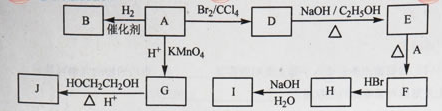 B H₂ 催化剂 A Br₂/CCl₄ D NaOH / C₂H₅OH △ E
H⁺ KMnO₄ △ A
J HOCH₂CH₂OH △ H⁺ G I NaOH H₂O H HBr F